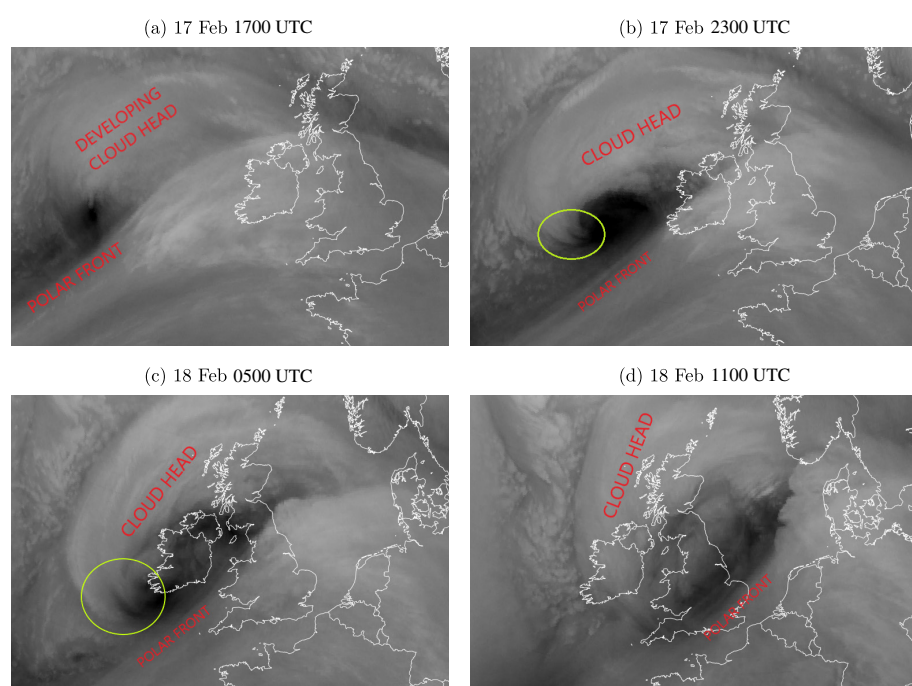 (a) 17 Feb 1700 UTC
(b) 17 Feb 2300 UTC
DEVELOPING
CLOUD HEAD
POLAR FRONT
CLOUD HEAD
POLAR FRONT
(c) 18 Feb 0500 UTC
(d) 18 Feb 1100 UTC
CLOUD HEAD
POLAR FRONT
CLOUD HEAD
POLAR FRONT